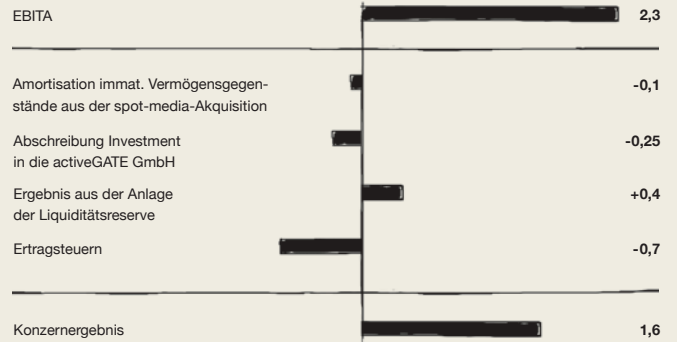 EBITA 2,3
Amortisation immat. Vermögensgegen-
stände aus der spot-media-Akquisition -0,1
Abschreibung Investment
in die activeGATE GmbH -0,25
Ergebnis aus der Anlage
der Liquiditätsreserve +0,4
Ertragsteuern -0,7
Konzernergebnis 1,6